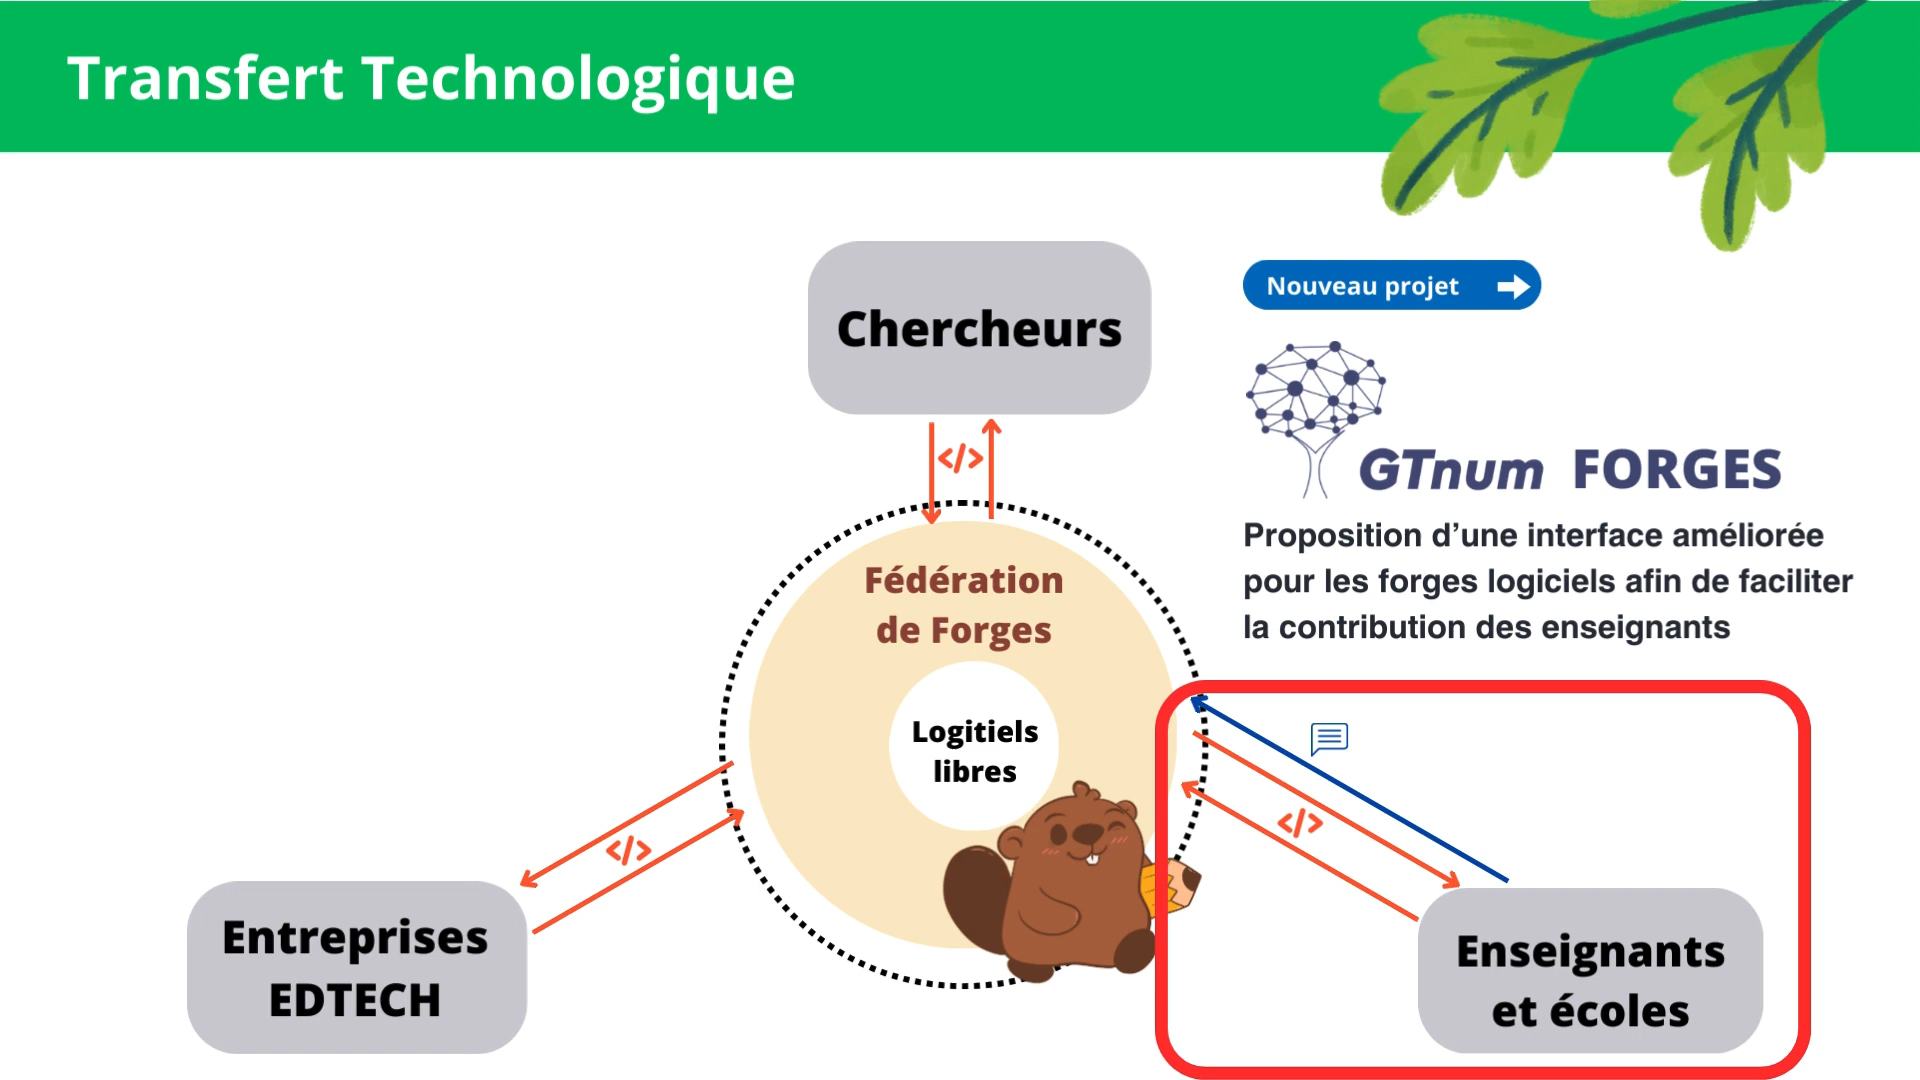 Transfert Technologique
Chercheurs
Nouveau projet
GTnum FORGES
Proposition d’une interface améliorée
pour les forges logiciels afin de faciliter
la contribution des enseignants
</>
Fédération
de Forges
Logitiels
libres
</>
</>
Entreprises
EDTECH
Enseignants
et écoles